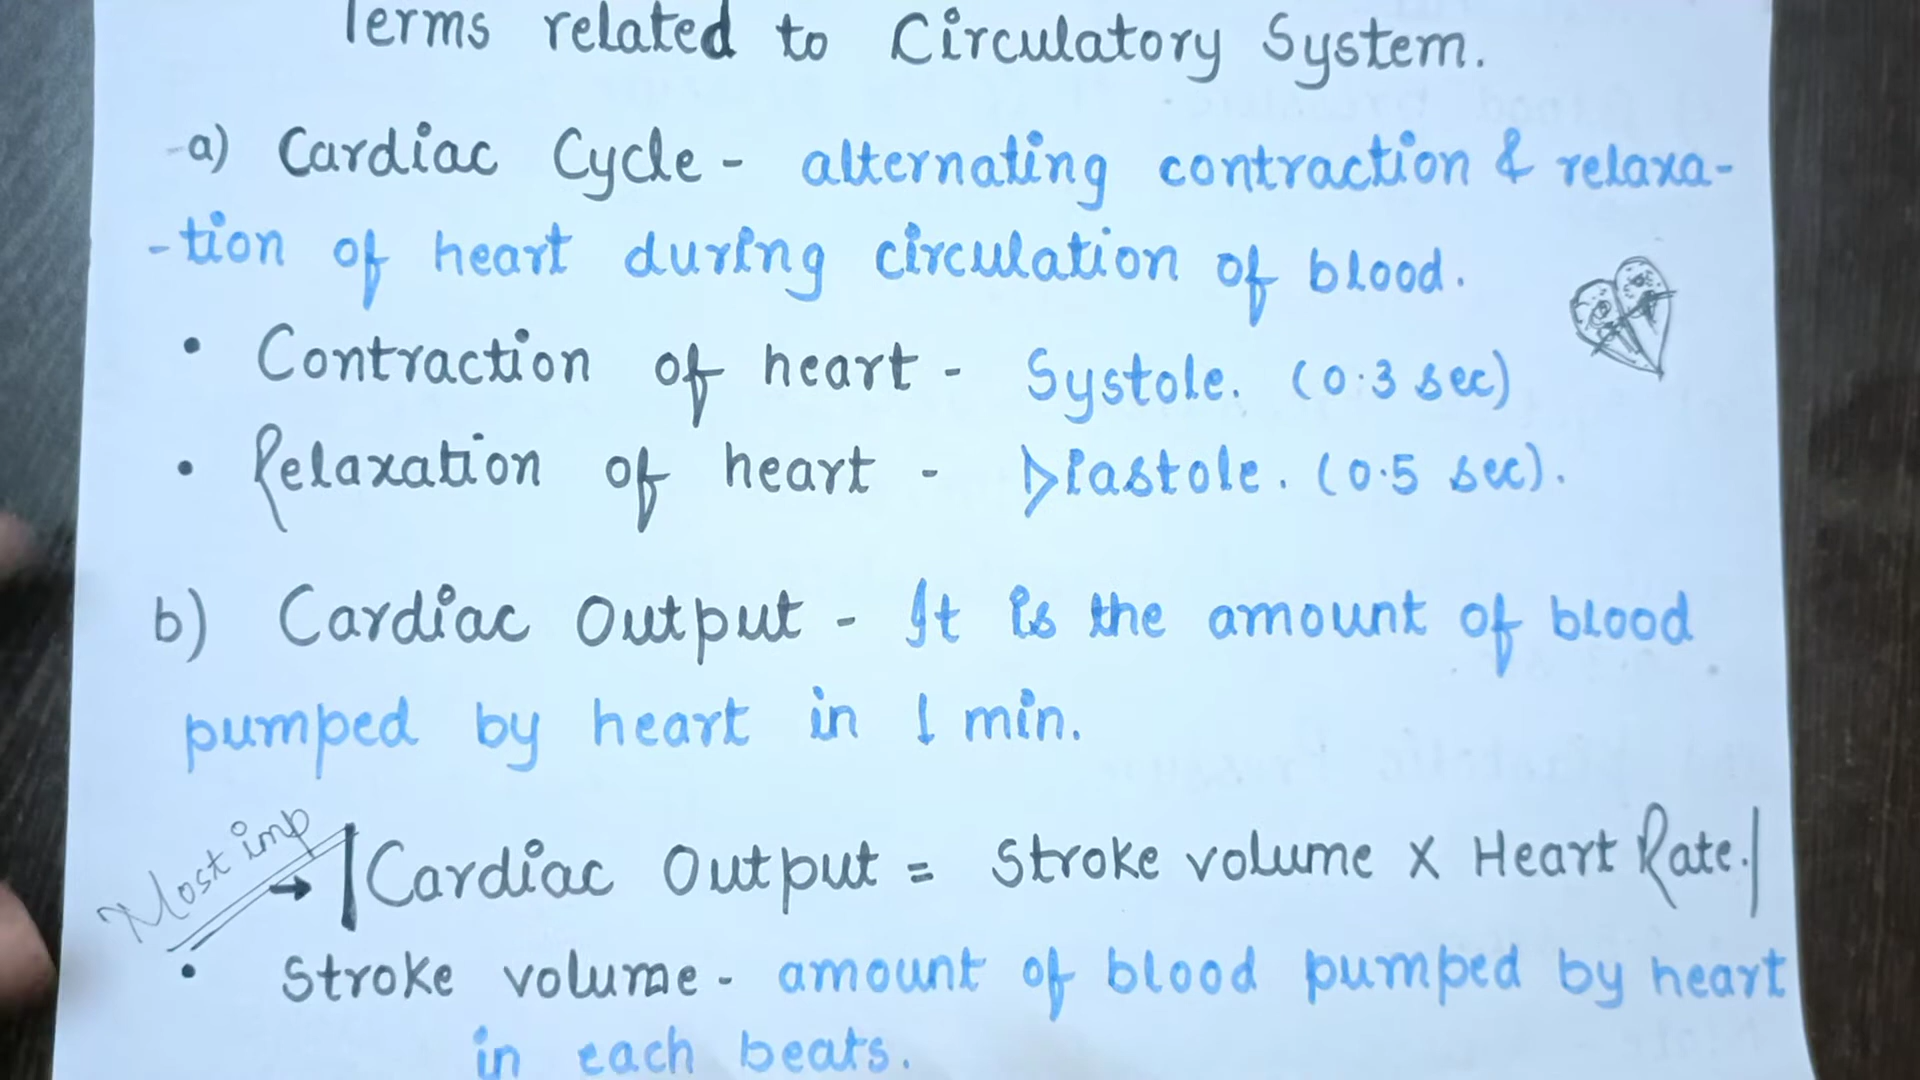 Terms related to Circulatory System.
a) Cardiac Cycle - alternating contraction & relaxa-
-tion of heart during circulation of blood.
• Contraction of heart - Systole. (0.3 sec)
• Relaxation of heart - Diastole. (0.5 sec).
b) Cardiac Output - It is the amount of blood
pumped by heart in 1 min.
Most imp
→ |Cardiac Output = Stroke volume X Heart Rate.|
• Stroke volume - amount of blood pumped by heart
in each beats.